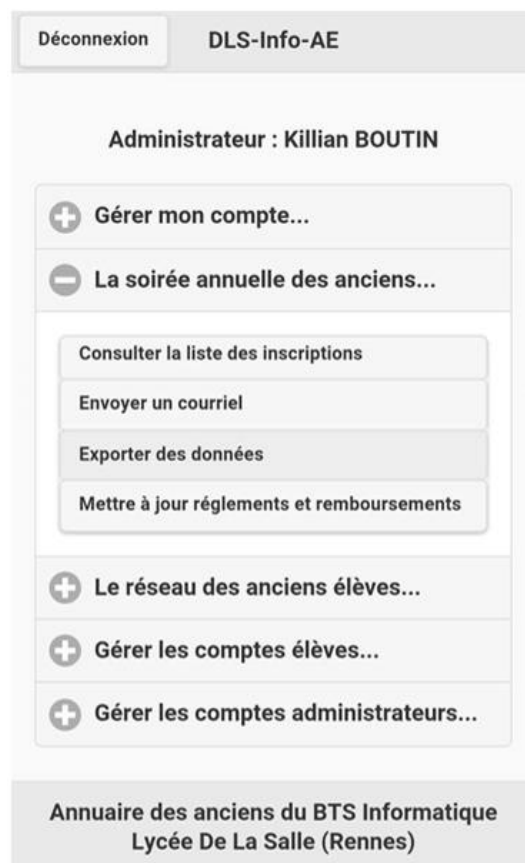 Déconnexion
DLS-Info-AE
Administrateur : Killian BOUTIN
Gérer mon compte...
La soirée annuelle des anciens...
Consulter la liste des inscriptions
Envoyer un courriel
Exporter des données
Mettre à jour réglements et remboursements
Le réseau des anciens élèves...
Gérer les comptes élèves...
Gérer les comptes administrateurs...
Annuaire des anciens du BTS Informatique
Lycée De La Salle (Rennes)